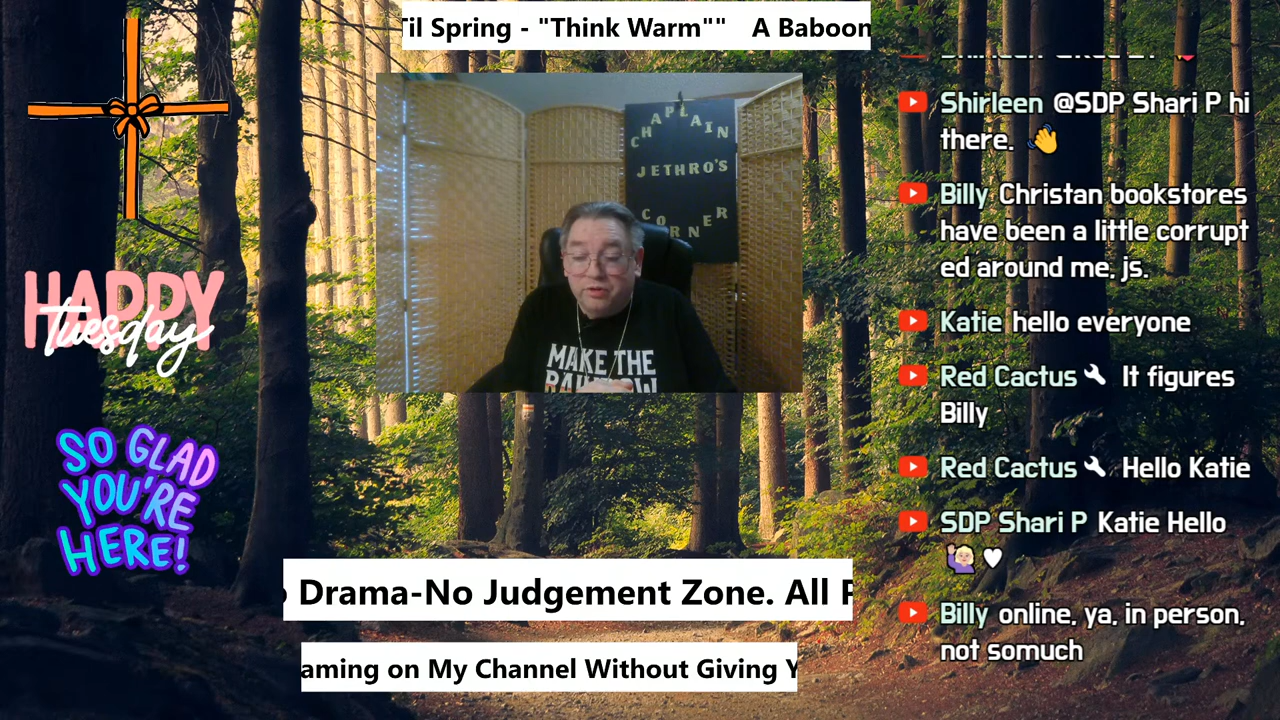 Til Spring - "Think Warm"" A Baboon
CHAPLAIN
JETHRO'S
CORNER
MAKE THE
RAINBOW
HAPPY
tuesday
SO GLAD
YOU'RE
HERE!
Drama-No Judgement Zone. All
aming on My Channel Without Giving Y
Shirleen @SDP Shari P hi
there.
Billy Christan bookstores
have been a little corrupt
ed around me, js.
Katie hello everyone
Red Cactus It figures
Billy
Red Cactus Hello Katie
SDP Shari P Katie Hello
Billy online, ya, in person,
not somuch